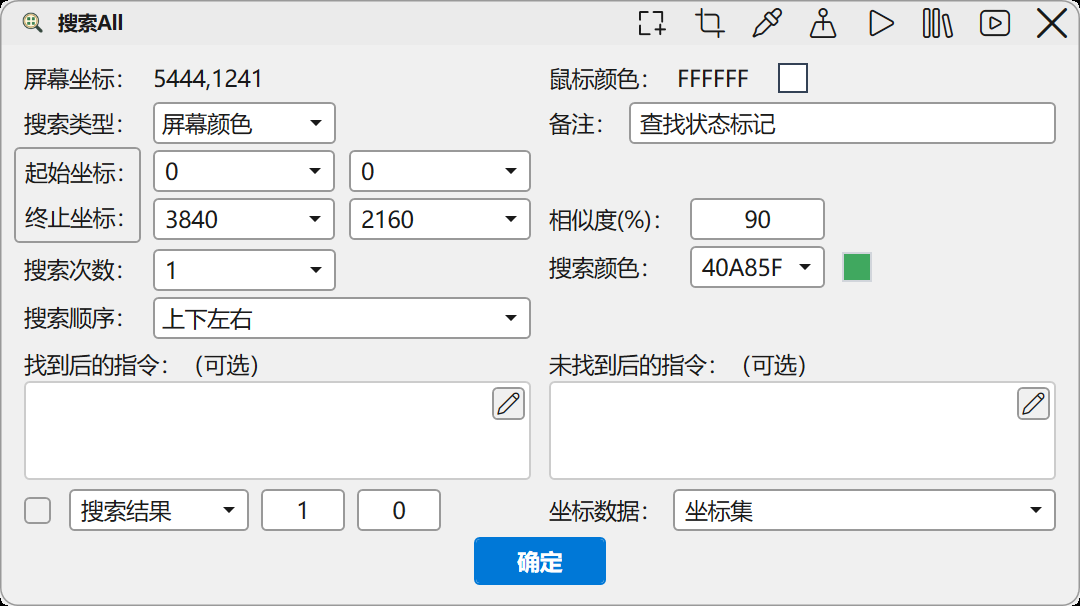 搜索All
屏幕坐标： 5444,1241 鼠标颜色： FFFFFF
搜索类型： 屏幕颜色 备注： 查找状态标记
起始坐标： 0 0
终止坐标： 3840 2160 相似度(%)： 90
搜索次数： 1 搜索颜色： 40A85F
搜索顺序： 上下左右
找到后的指令：（可选） 未找到后的指令：（可选）
搜索结果 1 0 坐标数据： 坐标集
确定